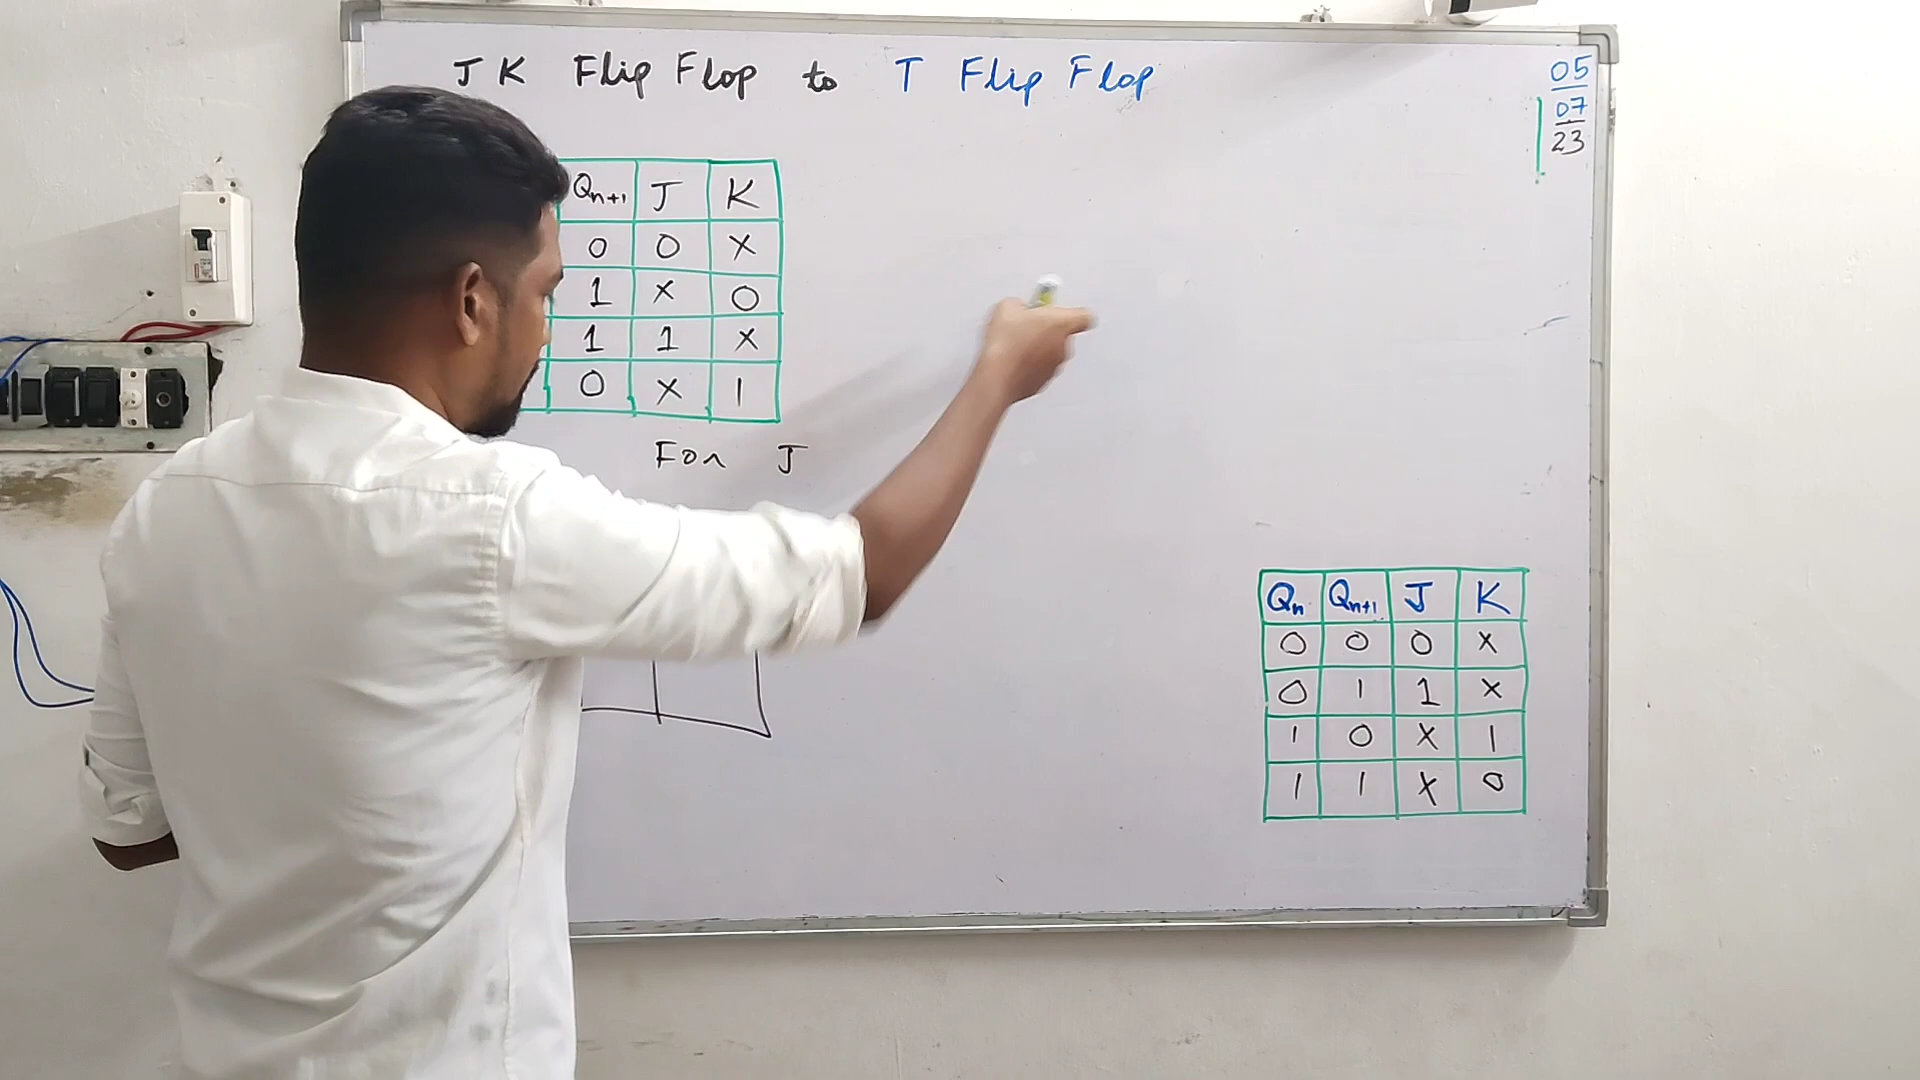 JK Flip Flop to T Flip Flop
05
07
23
Qn+1 J K
0 0 X
1 X 0
1 1 X
0 X 1
For J
Qn Qn+1 J K
0 0 0 X
0 1 1 X
1 0 X 1
1 1 X 0